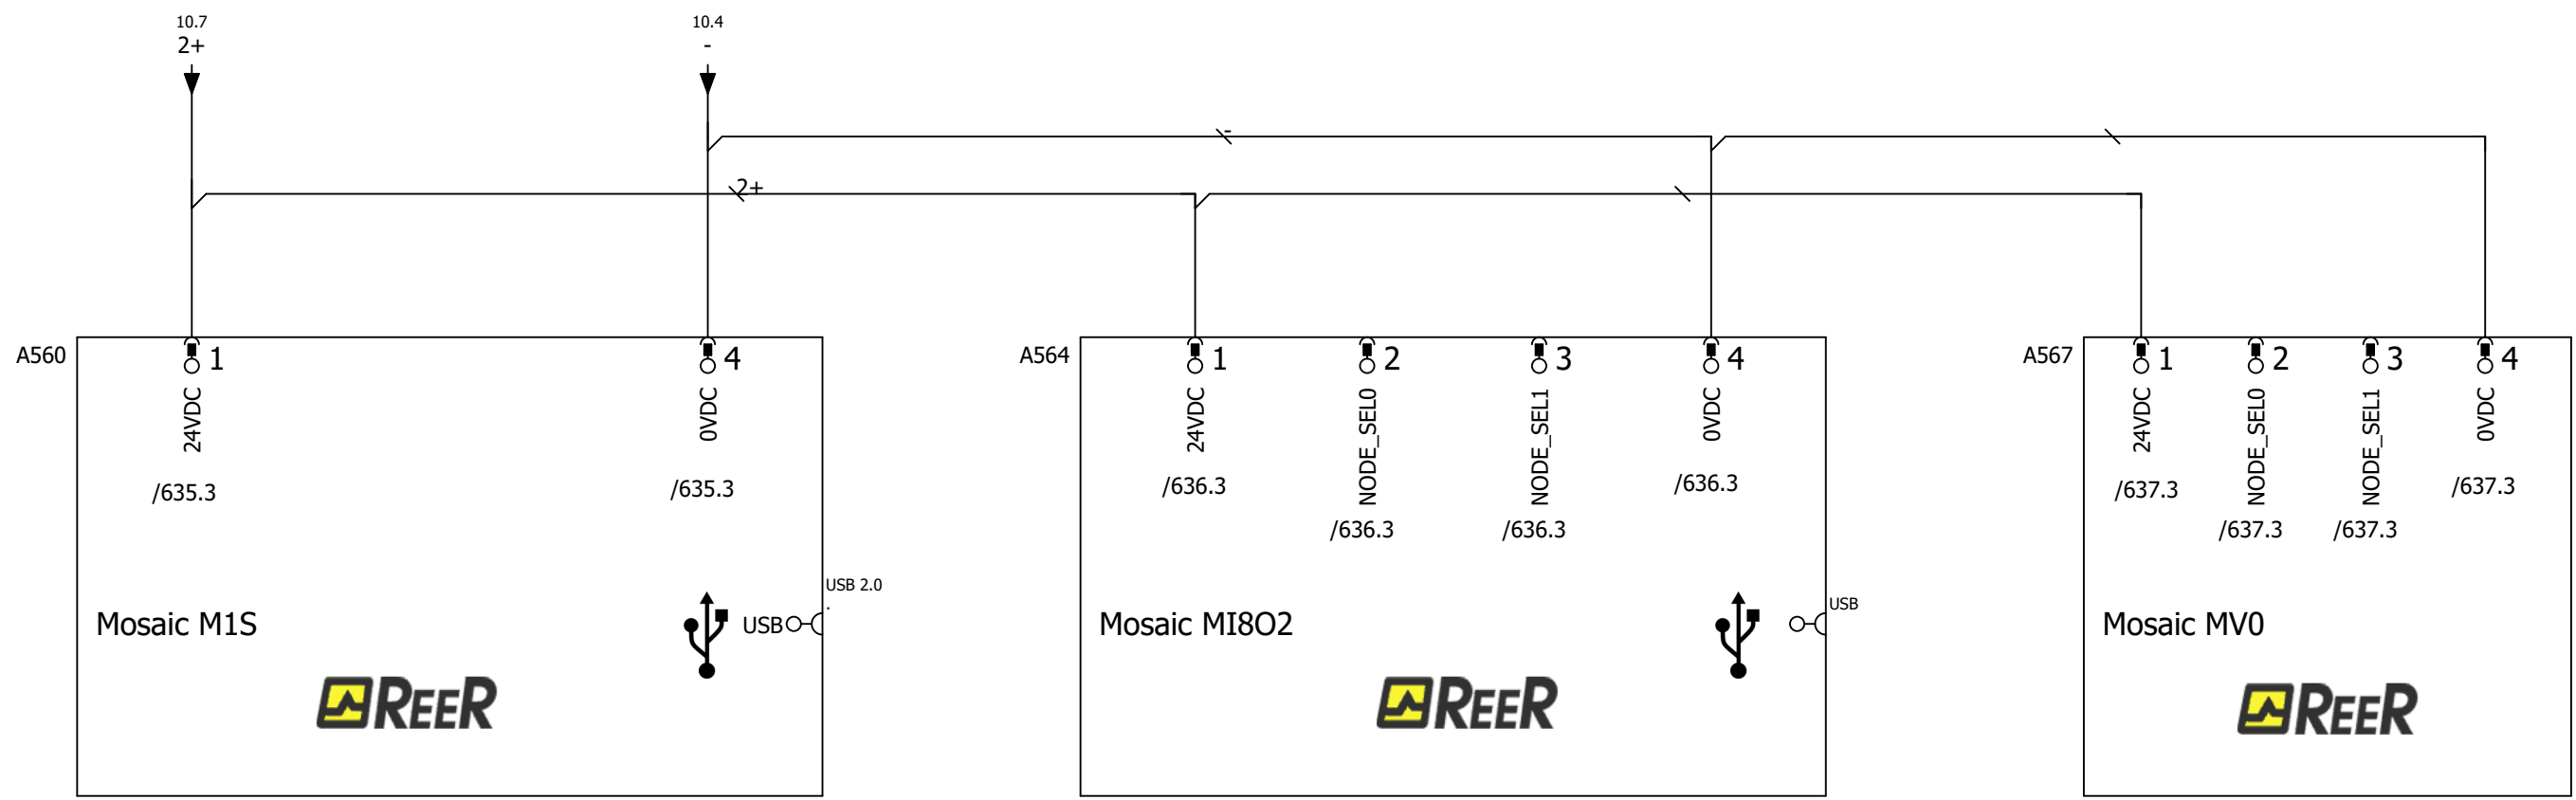 10.7
10.4
2+
-
-
2+
A560
1
4
A564
1
2
3
4
A567
1
2
3
4
24VDC
0VDC
24VDC
NODE_SEL0
NODE_SEL1
0VDC
24VDC
NODE_SEL0
NODE_SEL1
0VDC
/635.3
/635.3
/636.3
/636.3
/637.3
/637.3
/636.3
/636.3
/637.3
/637.3
USB 2.0
.
USB
Mosaic M1S
USB
Mosaic MI8O2
Mosaic MV0
REER
REER
REER